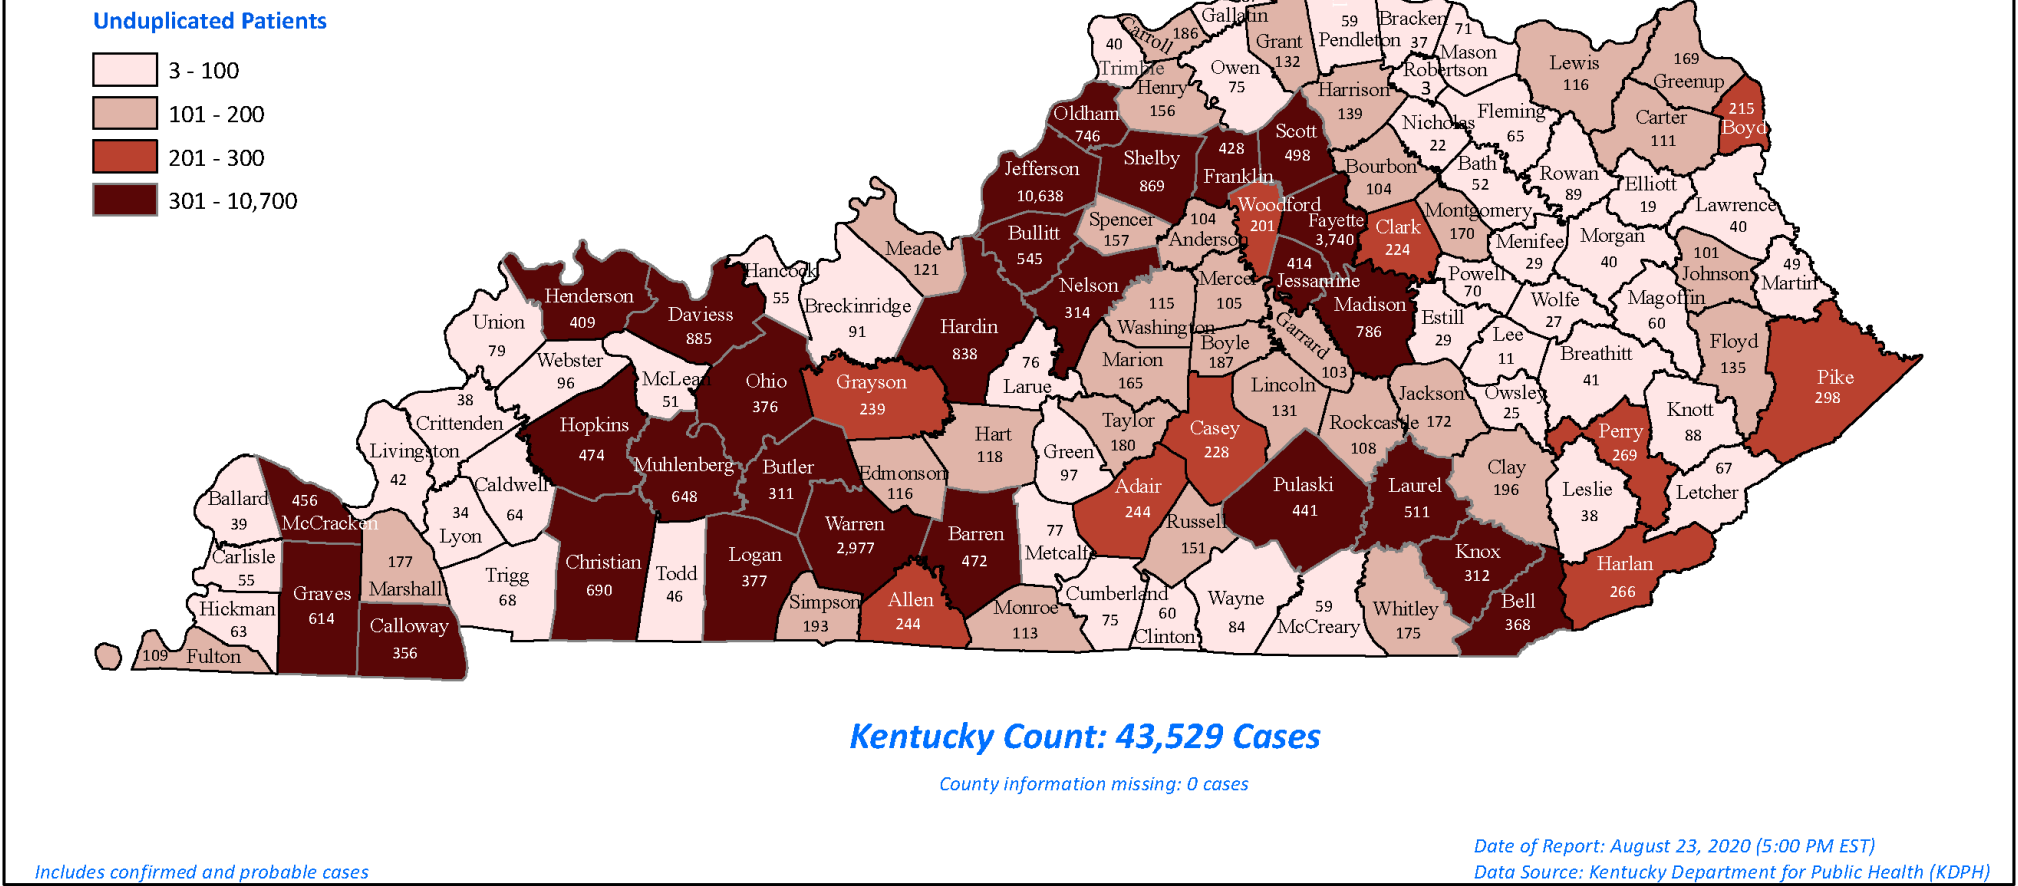 Unduplicated Patients
3 - 100
101 - 200
201 - 300
301 - 10,700
Gallatin
Carroll
186
40
Trimble
Owen
75
Grant
132
59
Pendleton
Bracken
37
71
Mason
Robertson
3
Lewis
116
169
Greenup
Henry
156
Harrison
139
Nicholas
22
Fleming
65
Carter
111
215
Boyd
Oldham
746
Shelby
869
428
Franklin
Scott
498
Bourbon
104
Bath
52
Rowan
89
Elliott
19
Lawrence
40
Jefferson
10,638
Spencer
157
104
Anderson
Woodford
201
Fayette
3,740
Clark
224
Montgomery
170
Menifee
29
Morgan
40
101
Johnson
49
Martin
Meade
121
Bullitt
545
Nelson
314
Mercer
105
414
Jessamine
Madison
786
Powell
70
Estill
29
Wolfe
27
Magoffin
60
Hancock
55
Breckinridge
91
Hardin
838
115
Washington
Boyle
187
Garrard
103
Lee
11
Breathitt
41
Floyd
135
Pike
298
Henderson
409
Daviess
885
Union
79
Webster
96
McLean
51
Ohio
376
Grayson
239
76
Larue
Marion
165
Lincoln
131
Jackson
172
Owsley
25
Knott
88
Perry
269
38
Crittenden
Hopkins
474
Muhlenberg
648
Butler
311
Edmonson
116
Hart
118
Green
97
Taylor
180
Casey
228
Rockcastle
108
Clay
196
Leslie
38
67
Letcher
Livingston
42
Caldwell
64
34
Lyon
Ballard
39
456
McCracken
Warren
2,977
Barren
472
77
Metcalfe
Adair
244
Russell
151
Pulaski
441
Laurel
511
Knox
312
Harlan
266
Carlisle
55
177
Marshall
Trigg
68
Christian
690
Todd
46
Logan
377
Simpson
193
Allen
244
Monroe
113
Cumberland
75
60
Clinton
Wayne
84
59
McCreary
Whitley
175
Bell
368
Hickman
63
Graves
614
Calloway
356
109
Fulton
Kentucky Count: 43,529 Cases
County information missing: 0 cases
Date of Report: August 23, 2020 (5:00 PM EST)
Includes confirmed and probable cases
Data Source: Kentucky Department for Public Health (KDPH)